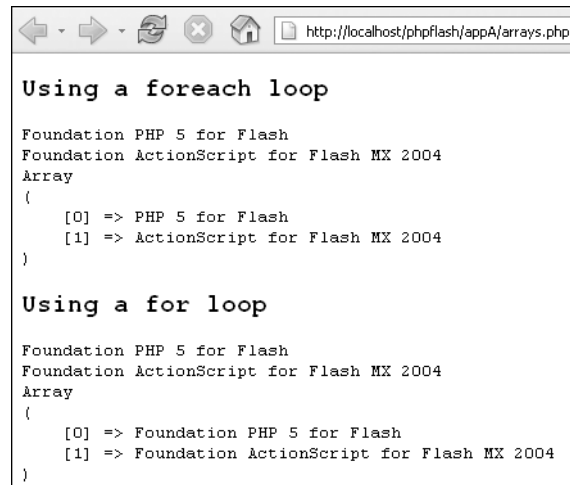 http://localhost/phpflash/appA/arrays.php
Using a foreach loop
Foundation PHP 5 for Flash
Foundation ActionScript for Flash MX 2004
Array
(
    [0] => PHP 5 for Flash
    [1] => ActionScript for Flash MX 2004
)
Using a for loop
Foundation PHP 5 for Flash
Foundation ActionScript for Flash MX 2004
Array
(
    [0] => Foundation PHP 5 for Flash
    [1] => Foundation ActionScript for Flash MX 2004
)